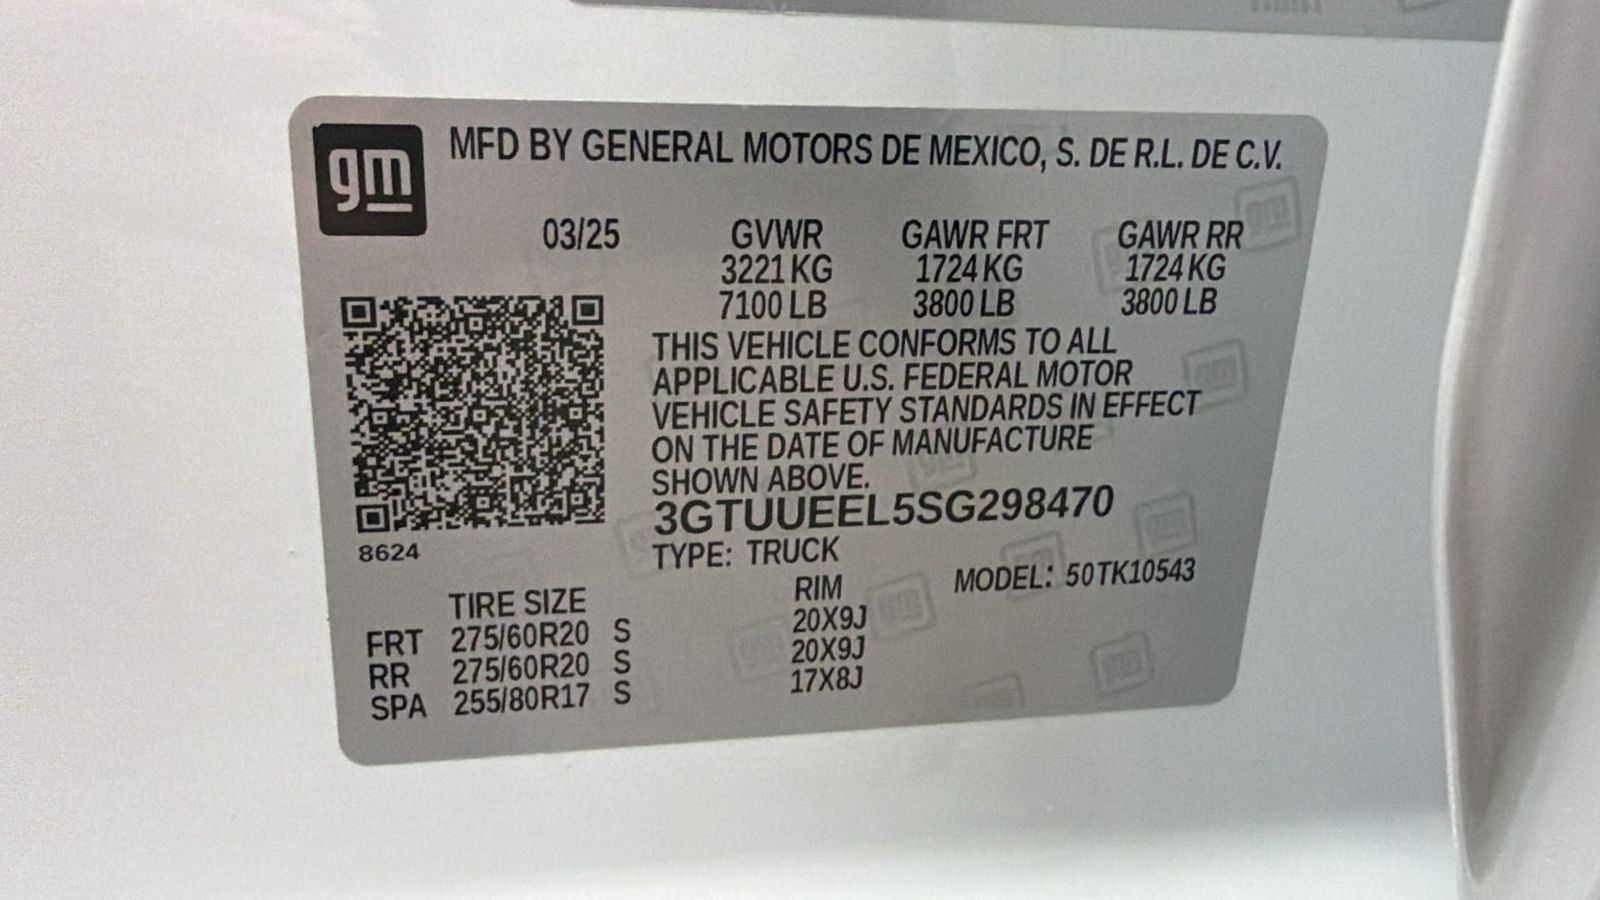 gm
MFD BY GENERAL MOTORS DE MEXICO, S. DE R.L. DE C.V.
03/25 GVWR GAWR FRT GAWR RR
3221 KG 1724 KG 1724 KG
7100 LB 3800 LB 3800 LB
THIS VEHICLE CONFORMS TO ALL
APPLICABLE U.S. FEDERAL MOTOR
VEHICLE SAFETY STANDARDS IN EFFECT
ON THE DATE OF MANUFACTURE
SHOWN ABOVE.
3GTUUEEL5SG298470
8624
TYPE: TRUCK
MODEL: 50TK10543
TIRE SIZE RIM
FRT 275/60R20 S 20X9J
RR 275/60R20 S 20X9J
SPA 255/80R17 S 17X8J